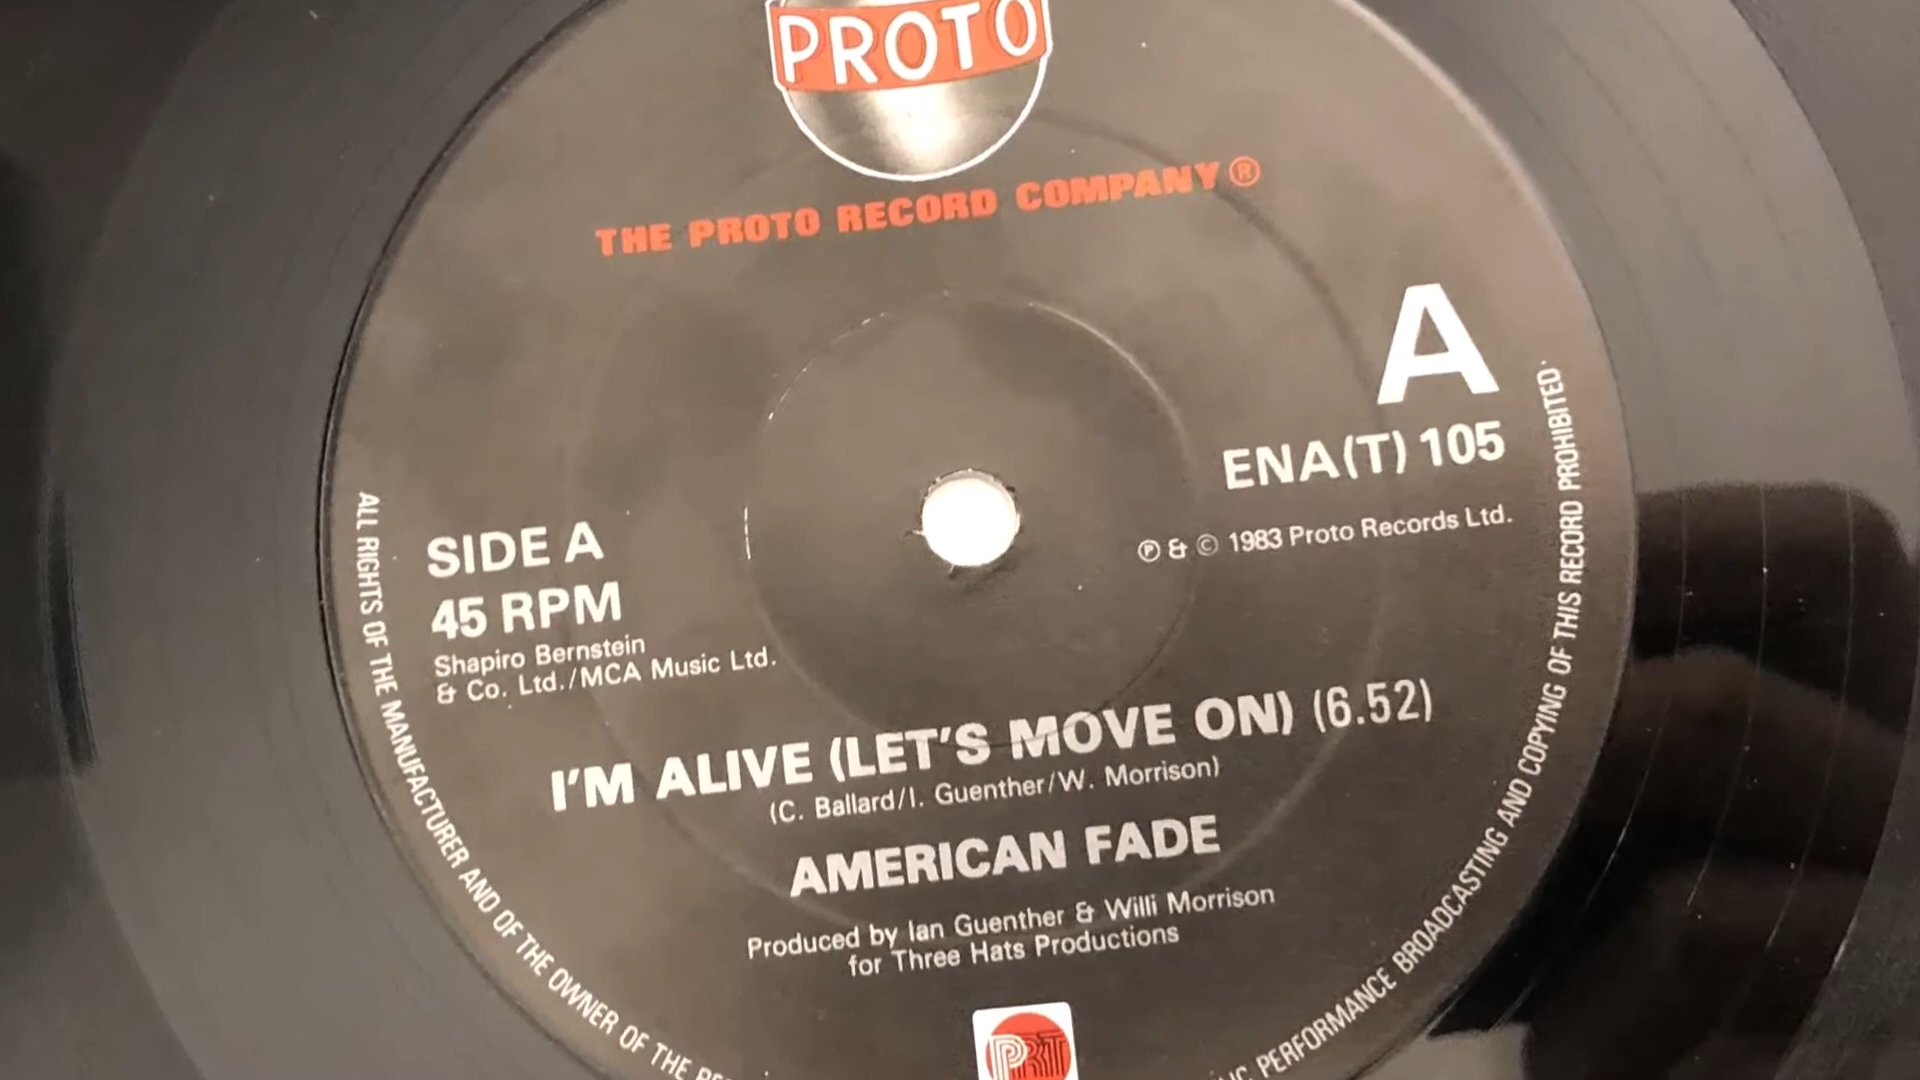 PROTO
THE PROTO RECORD COMPANY®
A
ENA(T) 105
℗ & © 1983 Proto Records Ltd.
SIDE A
45 RPM
Shapiro Bernstein
& Co. Ltd./MCA Music Ltd.
I'M ALIVE (LET'S MOVE ON) (6.52)
(C. Ballard/I. Guenther/W. Morrison)
AMERICAN FADE
Produced by Ian Guenther & Willi Morrison
for Three Hats Productions
PRT
ALL RIGHTS OF THE MANUFACTURER AND OF THE OWNER OF THE
PERFORMANCE BROADCASTING AND COPYING OF THIS RECORD PROHIBITED.